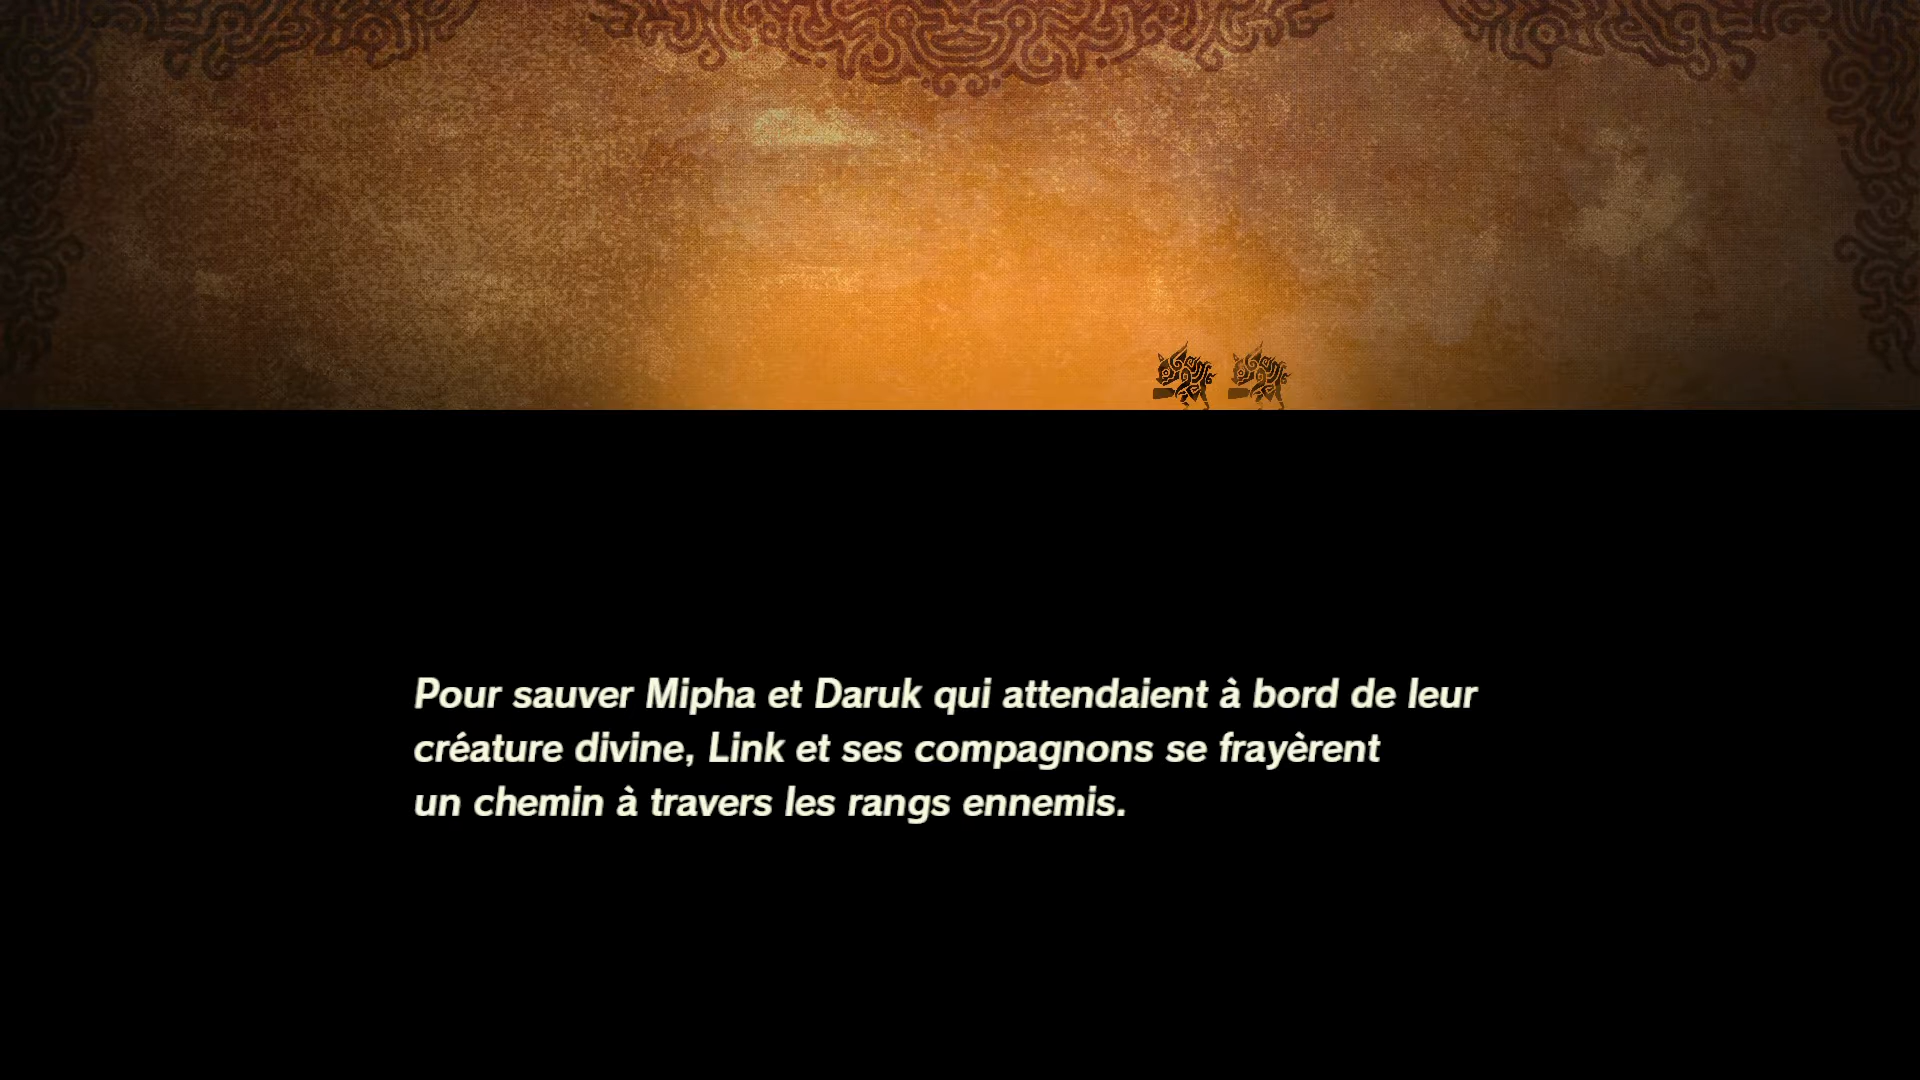 Pour sauver Mipha et Daruk qui attendaient à bord de leur
créature divine, Link et ses compagnons se frayèrent
un chemin à travers les rangs ennemis.